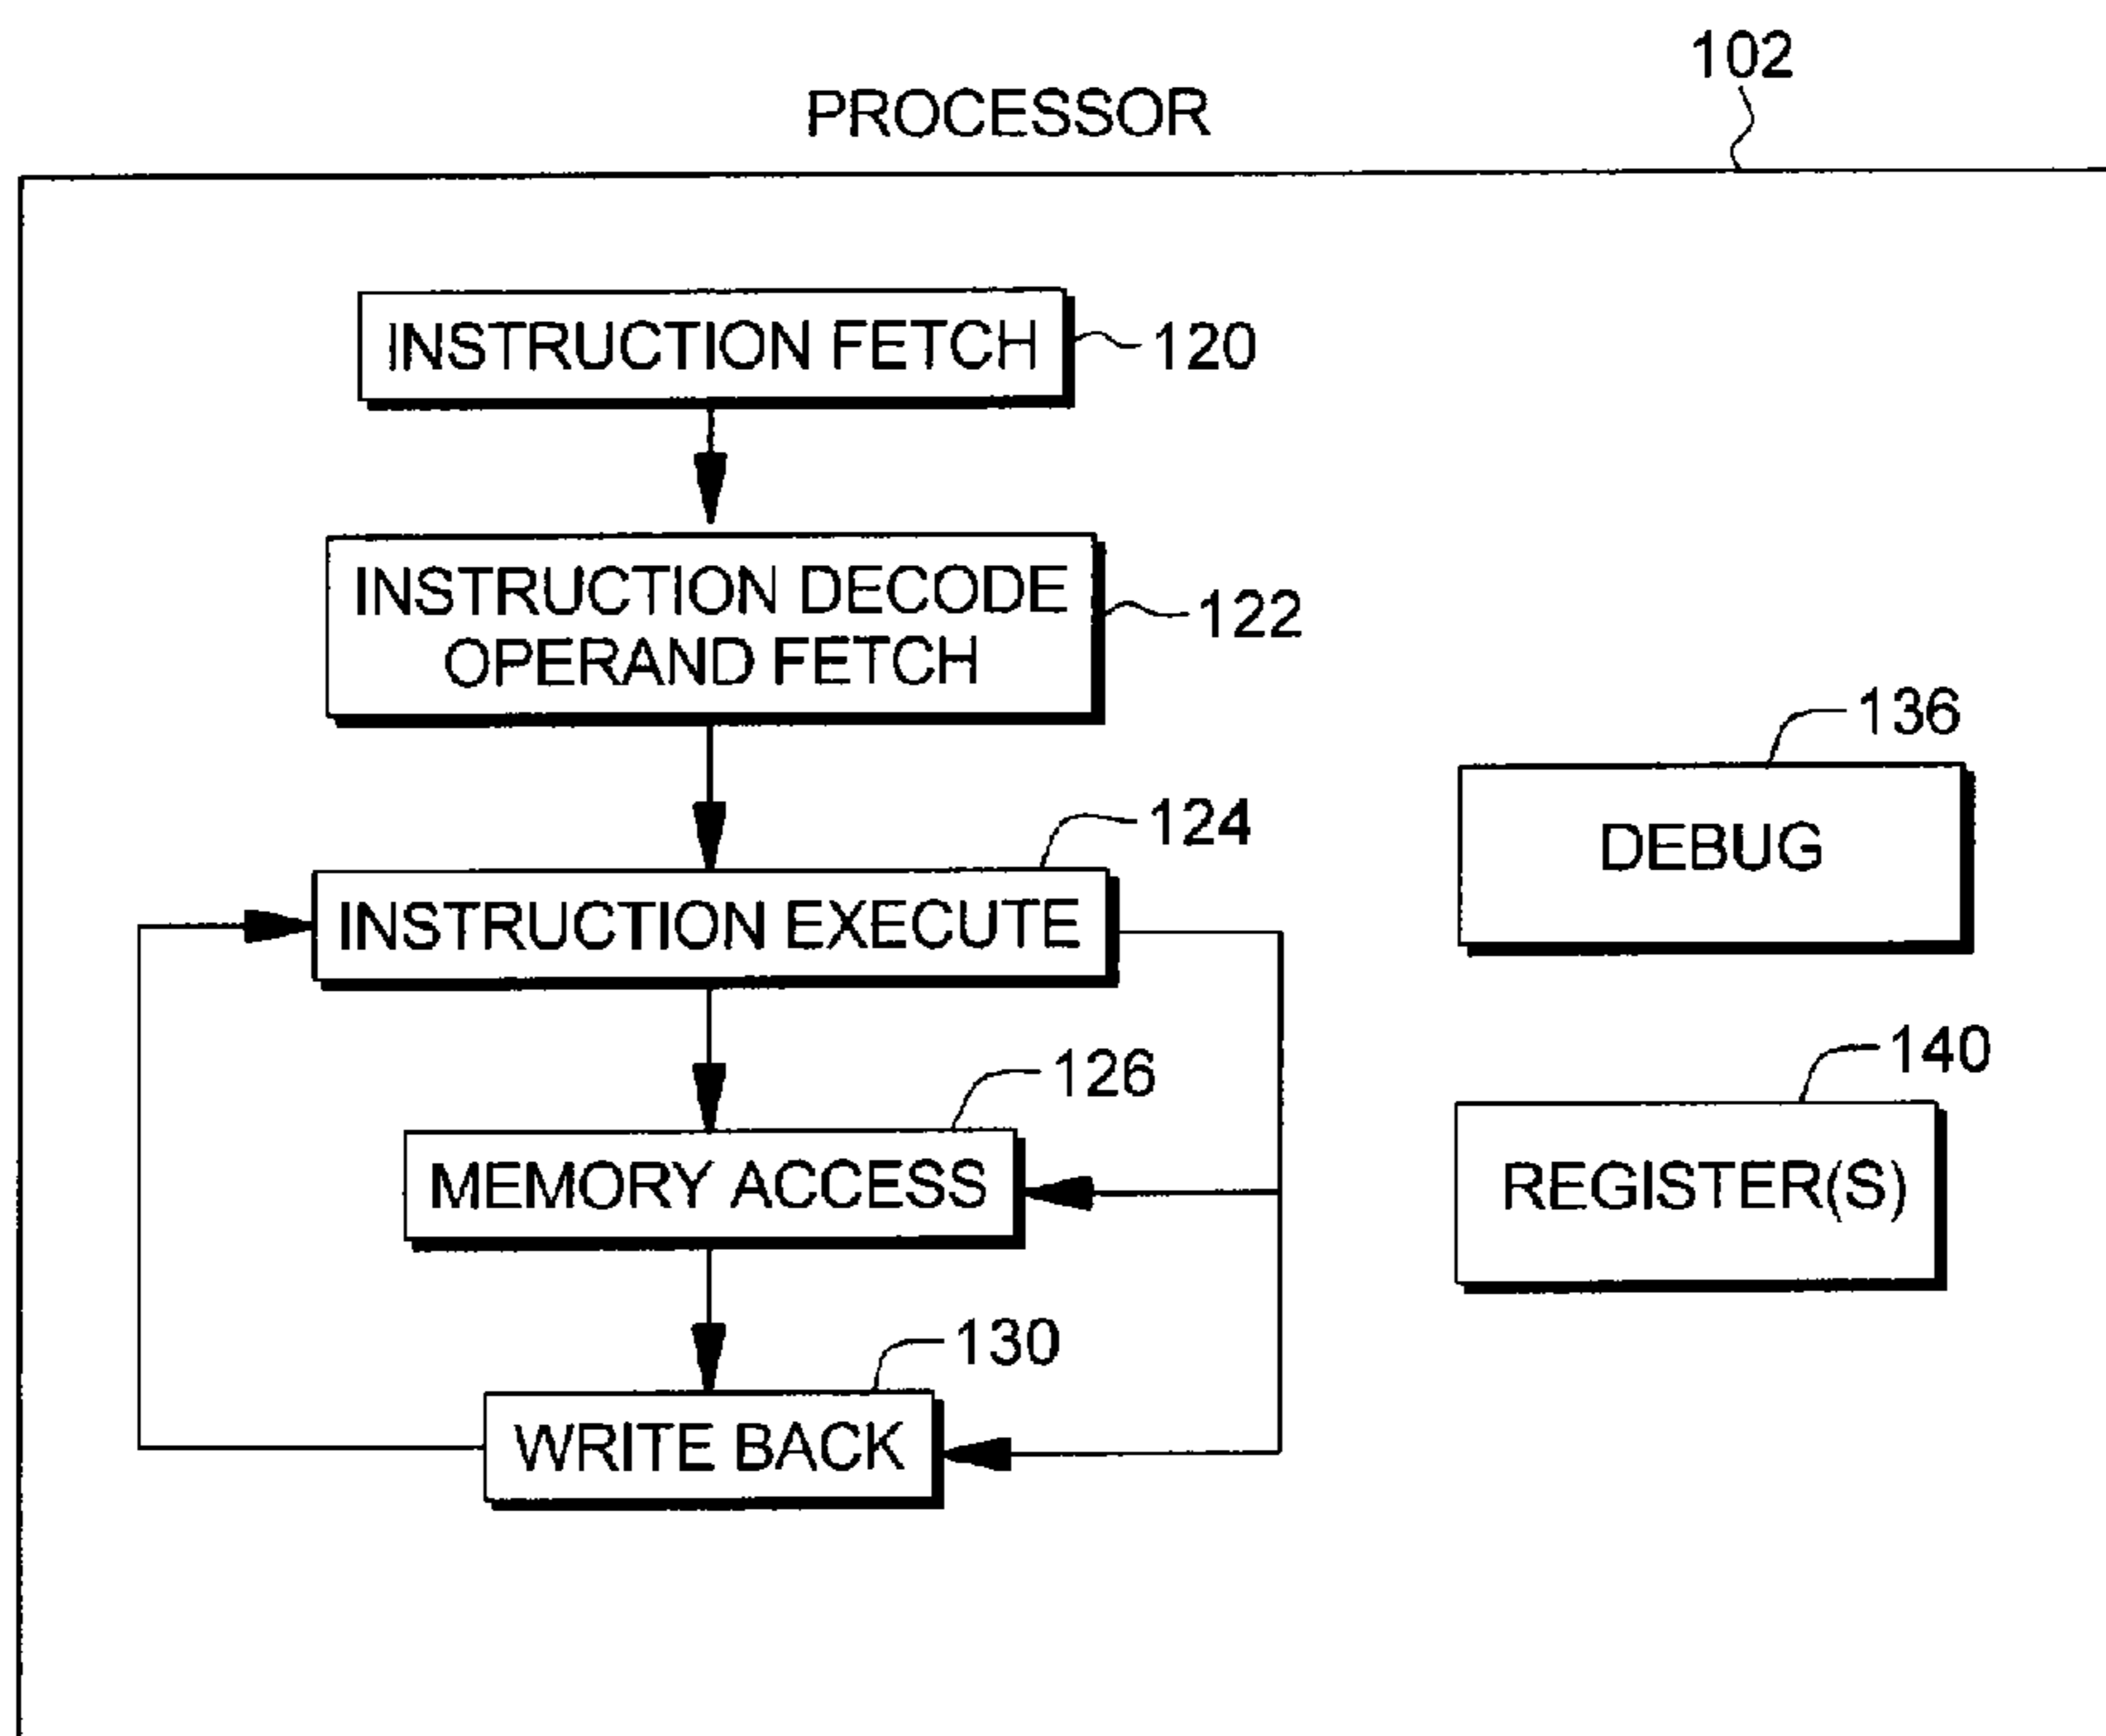 102
PROCESSOR
INSTRUCTION FETCH
120
INSTRUCTION DECODE
OPERAND FETCH
122
136
DEBUG
124
INSTRUCTION EXECUTE
140
REGISTER(S)
126
MEMORY ACCESS
130
WRITE BACK